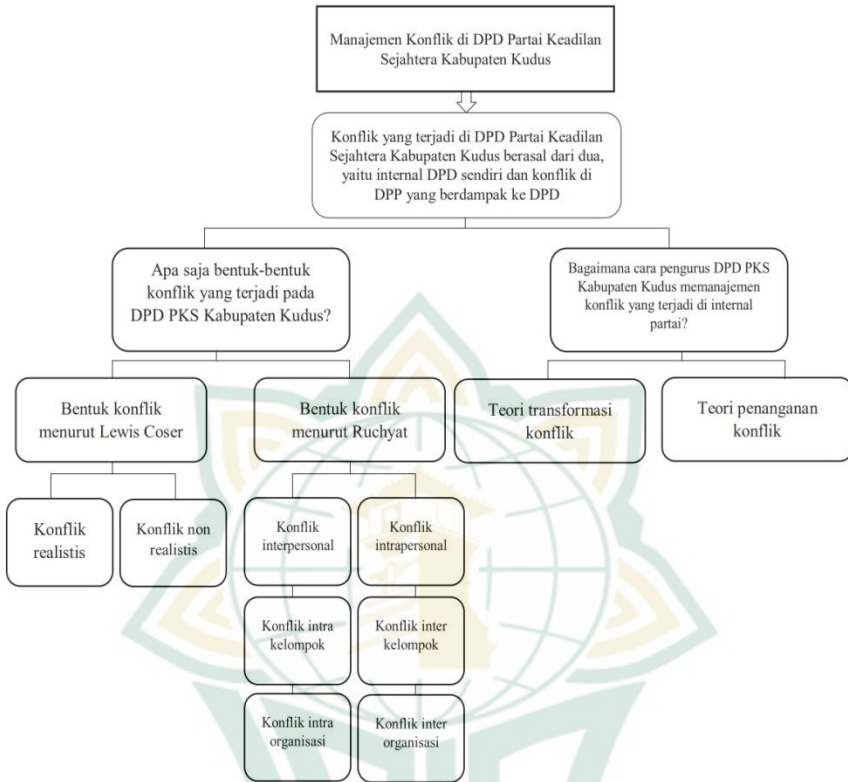 Manajemen Konflik di DPD Partai Keadilan
Sejahtera Kabupaten Kudus
Konflik yang terjadi di DPD Partai Keadilan
Sejahtera Kabupaten Kudus berasal dari dua,
yaitu internal DPD sendiri dan konflik di
DPP yang berdampak ke DPD
Apa saja bentuk-bentuk
konflik yang terjadi pada
DPD PKS Kabupaten Kudus?
Bagaimana cara pengurus DPD PKS
Kabupaten Kudus memanajemen
konflik yang terjadi di internal
partai?
Bentuk konflik
menurut Lewis Coser
Bentuk konflik
menurut Ruchyat
Teori transformasi
konflik
Teori penanganan
konflik
Konflik
realistis
Konflik non
realistis
Konflik
interpersonal
Konflik
intrapersonal
Konflik intra
kelompok
Konflik inter
kelompok
Konflik intra
organisasi
Konflik inter
organisasi